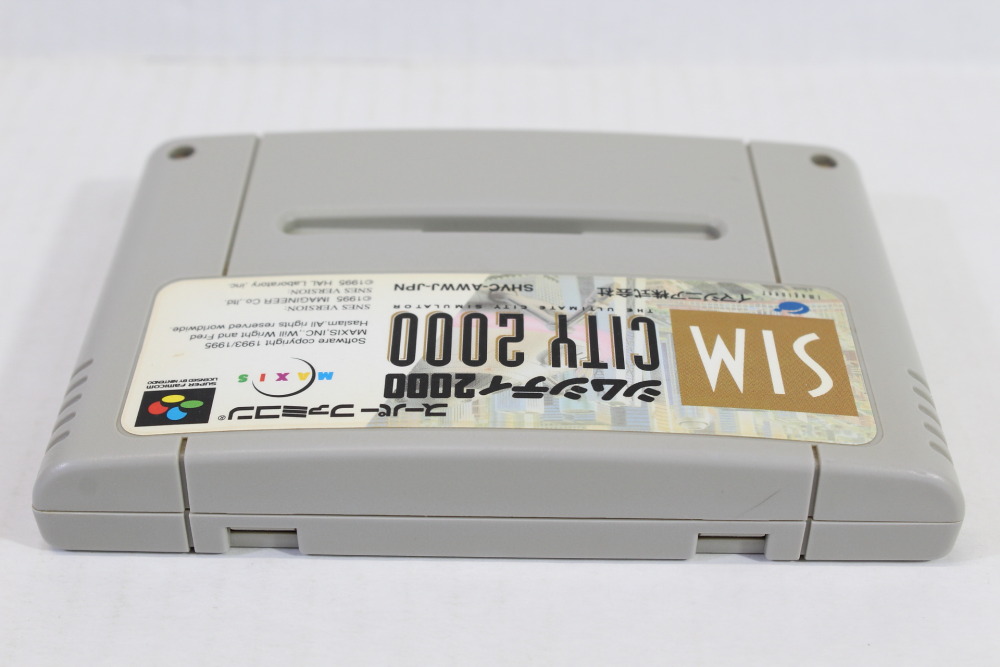 スーパーファミコン®
SUPER FAMICOM
LICENSED BY NINTENDO
シムシティ2000
SIM
CITY 2000
THE ULTIMATE CITY SIMULATOR
MAXIS
Software copyright 1993/1995
MAXIS,INC.,Will Wright and Fred
Haslam.All rights reserved worldwide.
SNES VERSION
©1995 IMAGINEER Co.,ltd.
SNES VERSION
©1995 HAL Laboratory,inc
イマジニア株式会社
SHVC-AWWJ-JPN